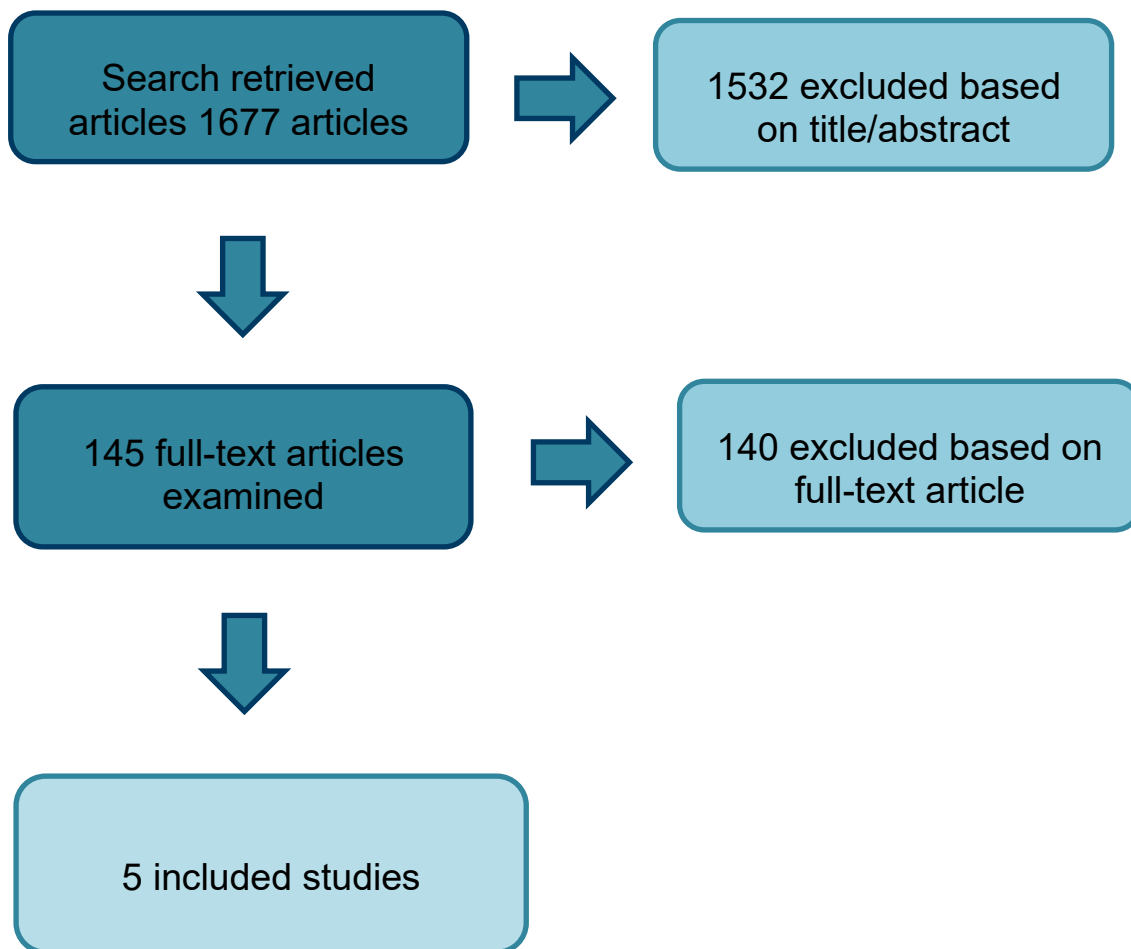 Search retrieved
articles 1677 articles
1532 excluded based
on title/abstract
145 full-text articles
examined
140 excluded based on
full-text article
5 included studies